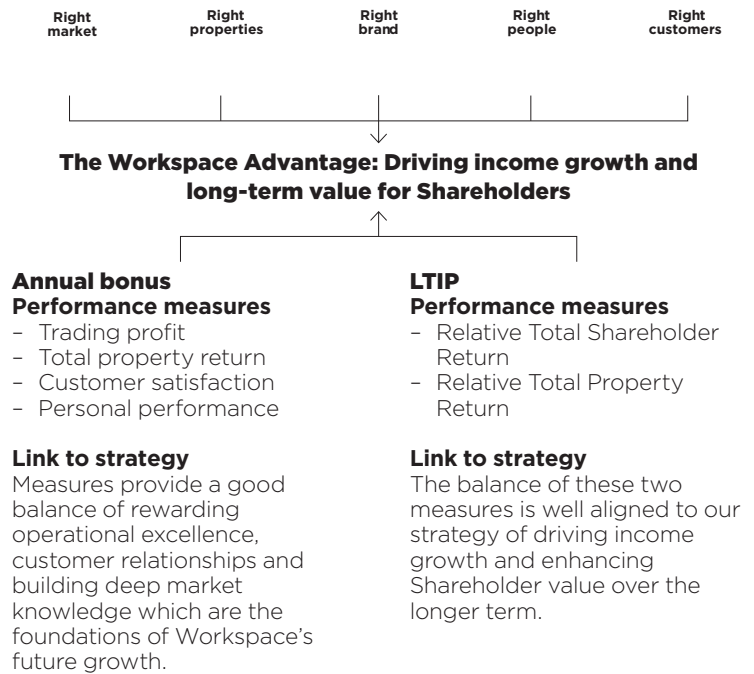 Right market
Right properties
Right brand
Right people
Right customers
The Workspace Advantage: Driving income growth and
long-term value for Shareholders
Annual bonus
Performance measures
– Trading profit
– Total property return
– Customer satisfaction
– Personal performance
Link to strategy
Measures provide a good
balance of rewarding
operational excellence,
customer relationships and
building deep market
knowledge which are the
foundations of Workspace’s
future growth.
LTIP
Performance measures
– Relative Total Shareholder
Return
– Relative Total Property
Return
Link to strategy
The balance of these two
measures is well aligned to our
strategy of driving income
growth and enhancing
Shareholder value over the
longer term.